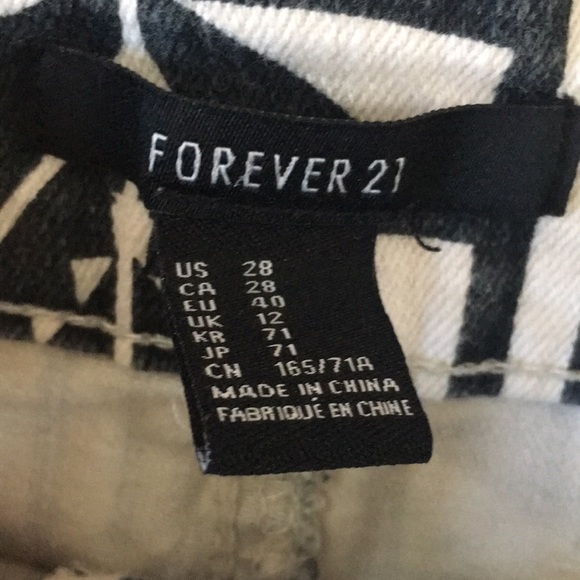 FOREVER 21
US 28
CA 28
EU 40
UK 12
KR 71
JP 71
CN 165/71A
MADE IN CHINA
FABRIQUÉ EN CHINE